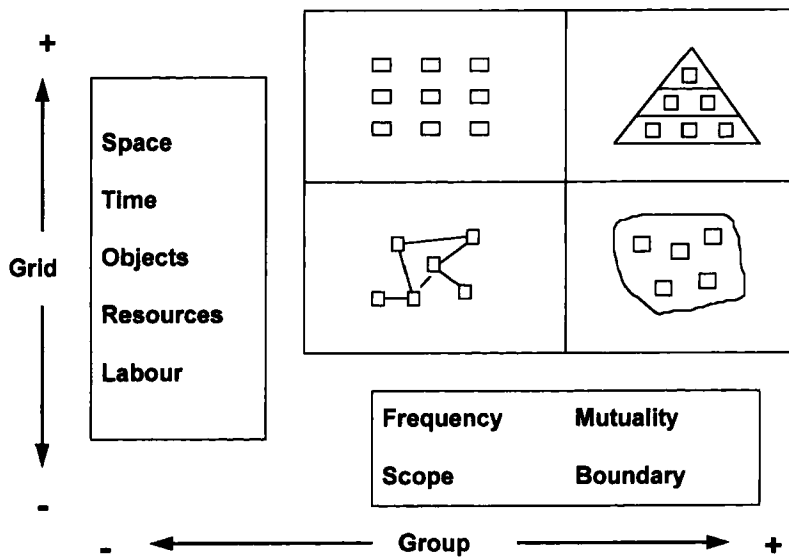 +
Space
Time
Grid
Objects
Resources
Labour
Frequency Mutuality
Scope Boundary
-
- Group +